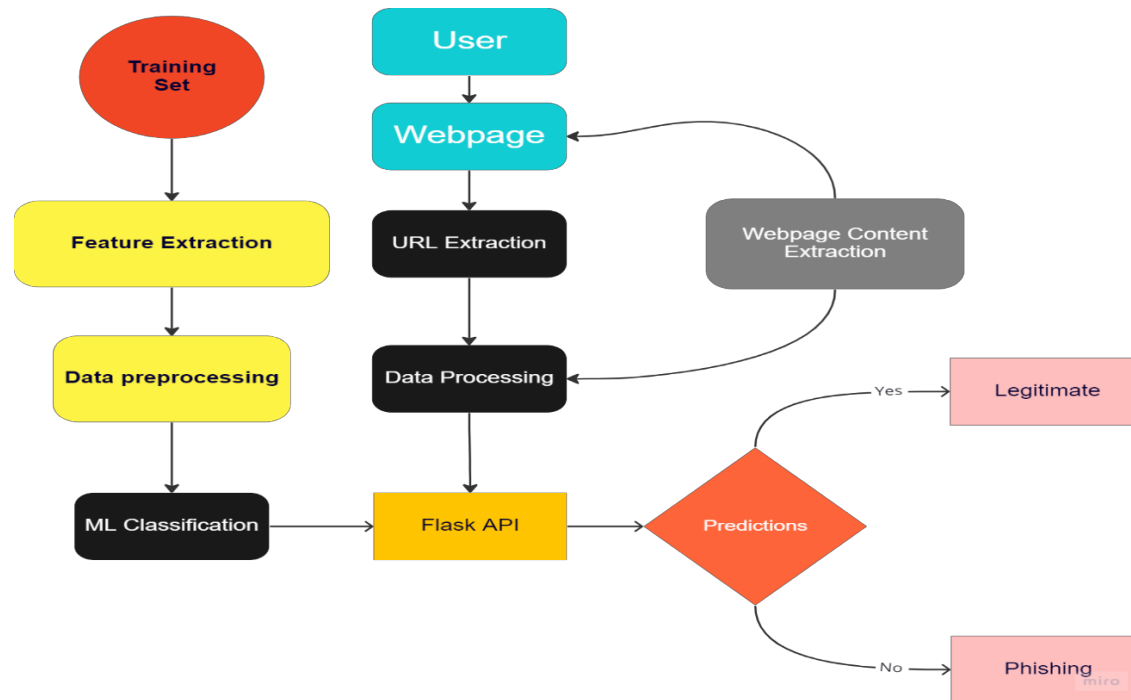 Training
Set
User
Webpage
Feature Extraction
URL Extraction
Webpage Content
Extraction
Data preprocessing
Data Processing
Yes
Legitimate
ML Classification
Flask API
Predictions
No
Phishing
miro